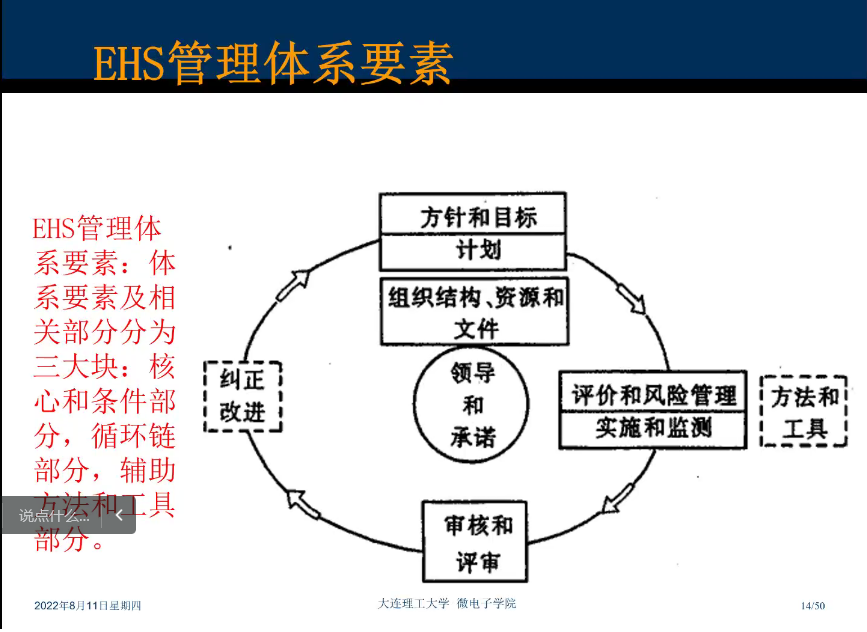 EHS管理体系要素
EHS管理体
系要素：体
系要素及相
关部分分为
三大块：核
心和条件部
分，循环链
部分，辅助
方法和工具
部分。
说点什么...
方针和目标
计划
组织结构、资源和
文件
领导
和
承诺
评价和风险管理
实施和监测
方法和
工具
审核和
评审
纠正
改进
2022年8月11日星期四
大连理工大学 微电子学院
14/50